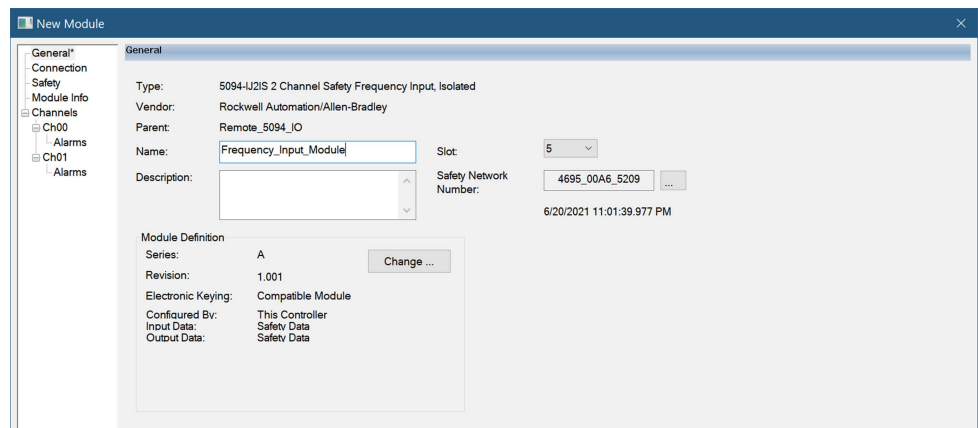 New Module
General*
Connection
Safety
Module Info
Channels
Ch00
Alarms
Ch01
Alarms
General
Type: 5094-IJ2IS 2 Channel Safety Frequency Input, Isolated
Vendor: Rockwell Automation/Allen-Bradley
Parent: Remote_5094_IO
Name: Frequency_Input_Module
Slot: 5
Description:
Safety Network
Number: 4695_00A6_5209 ...
6/20/2021 11:01:39.977 PM
Module Definition
Series: A
Change ...
Revision: 1.001
Electronic Keying: Compatible Module
Configured By: This Controller
Input Data: Safety Data
Output Data: Safety Data